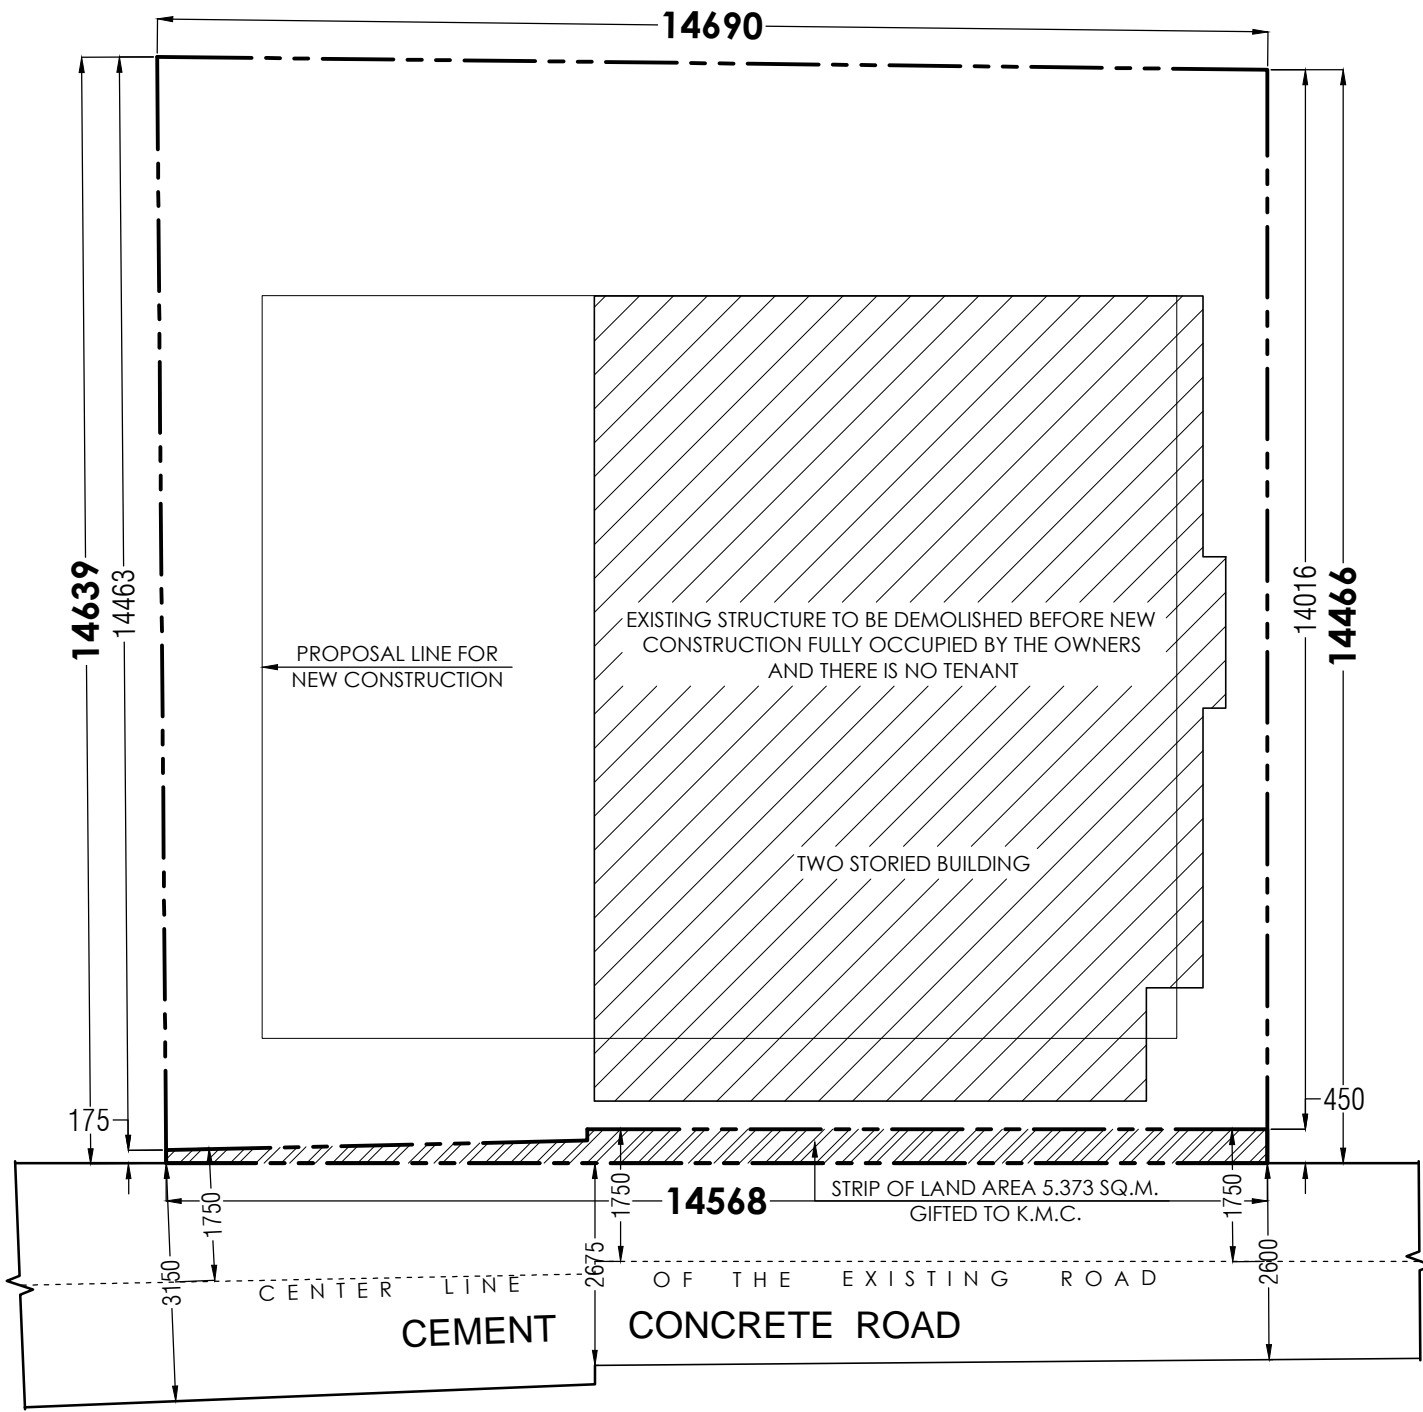 14690
14639
14463
14016
14466
EXISTING STRUCTURE TO BE DEMOLISHED BEFORE NEW
CONSTRUCTION FULLY OCCUPIED BY THE OWNERS
AND THERE IS NO TENANT
PROPOSAL LINE FOR
NEW CONSTRUCTION
TWO STORIED BUILDING
175
450
1750
14568
1750
STRIP OF LAND AREA 5.373 SQ.M.
GIFTED TO K.M.C.
1750
3150
2675
2600
CENTER LINE OF THE EXISTING ROAD
CEMENT CONCRETE ROAD